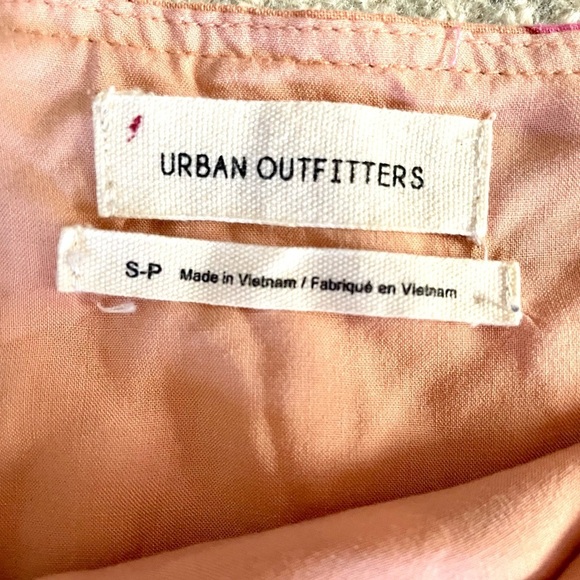 URBAN OUTFITTERS
S-P Made in Vietnam / Fabriqué en Vietnam